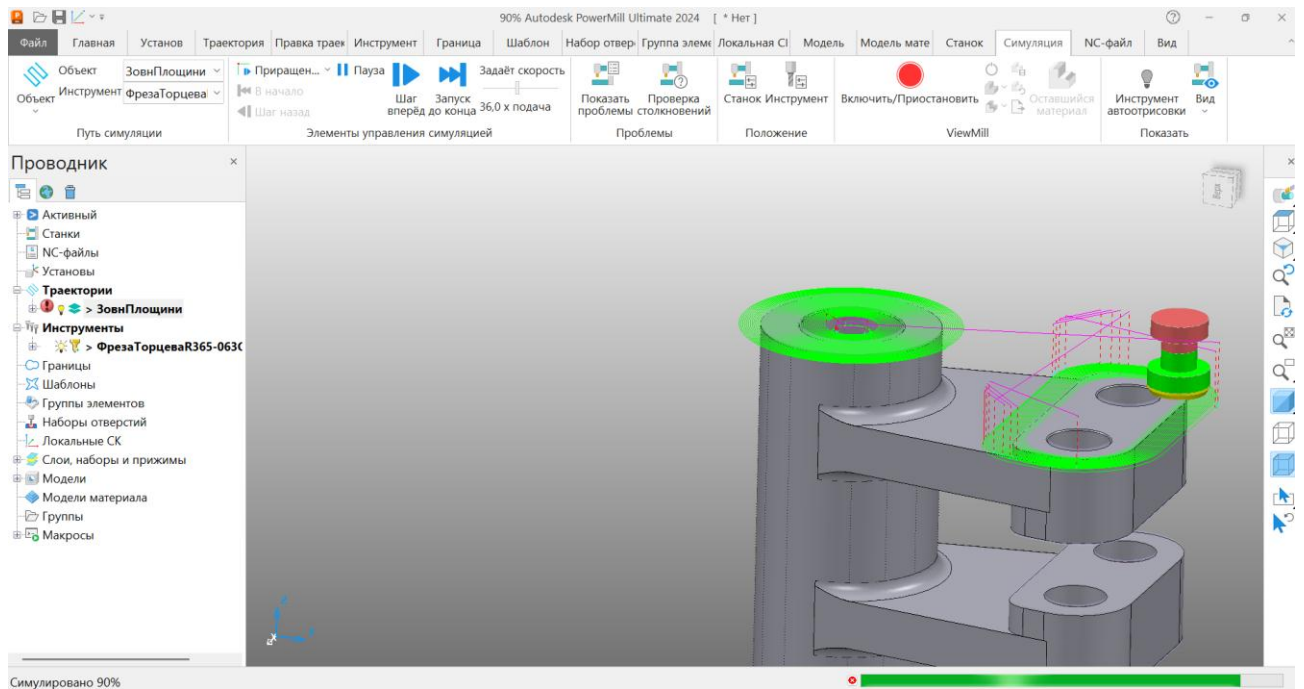 90% Autodesk PowerMill Ultimate 2024 [ * Нет ]
Файл Главная Установ Траектория Правка траек Инструмент Граница Шаблон Набор отвер Группа элеме Локальная СІ Модель Модель мате Станок Симуляция NC-файл Вид
Объект
Объект ЗовнПлощини
Инструмент ФрезаТорцева
Путь симуляции
Приращен... Пауза
В начало
Шаг назад
Шаг вперёд
Запуск до конца
Задаёт скорость
36,0 x подача
Элементы управления симуляцией
Показать проблемы
Проверка столкновений
Проблемы
Станок Инструмент
Положение
Включить/Приостановить
Оставшийся материал
ViewMill
Инструмент автоотрисовки
Вид
Показать
Проводник
Активный
Станки
NC-файлы
Установы
Траектории
> ЗовнПлощини
Инструменты
> ФрезаТорцеваR365-063
Границы
Шаблоны
Группы элементов
Наборы отверстий
Локальные СК
Слои, наборы и прижимы
Модели
Модели материала
Группы
Макросы
Верх
Симулировано 90%